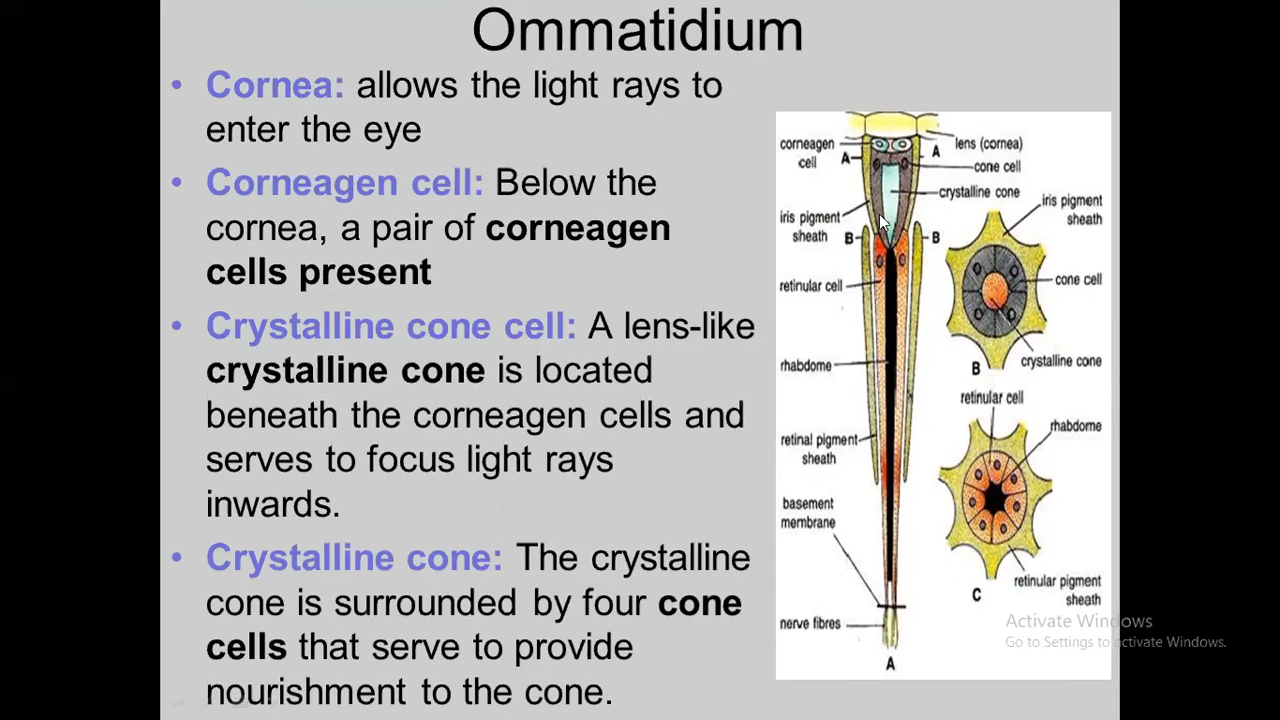 Ommatidium
• Cornea: allows the light rays to
enter the eye
• Corneagen cell: Below the
cornea, a pair of corneagen
cells present
• Crystalline cone cell: A lens-like
crystalline cone is located
beneath the corneagen cells and
serves to focus light rays
inwards.
• Crystalline cone: The crystalline
cone is surrounded by four cone
cells that serve to provide
nourishment to the cone.
corneagen
cell
A
A
lens (cornea)
cone cell
crystalline cone
iris pigment
sheath
B
B
retinular cell
rhabdome
retinal pigment
sheath
basement
membrane
nerve fibres
A
iris pigment
sheath
cone cell
crystalline cone
B
retinular cell
rhabdome
retinular pigment
sheath
C
Activate Windows
Go to Settings to activate Windows.